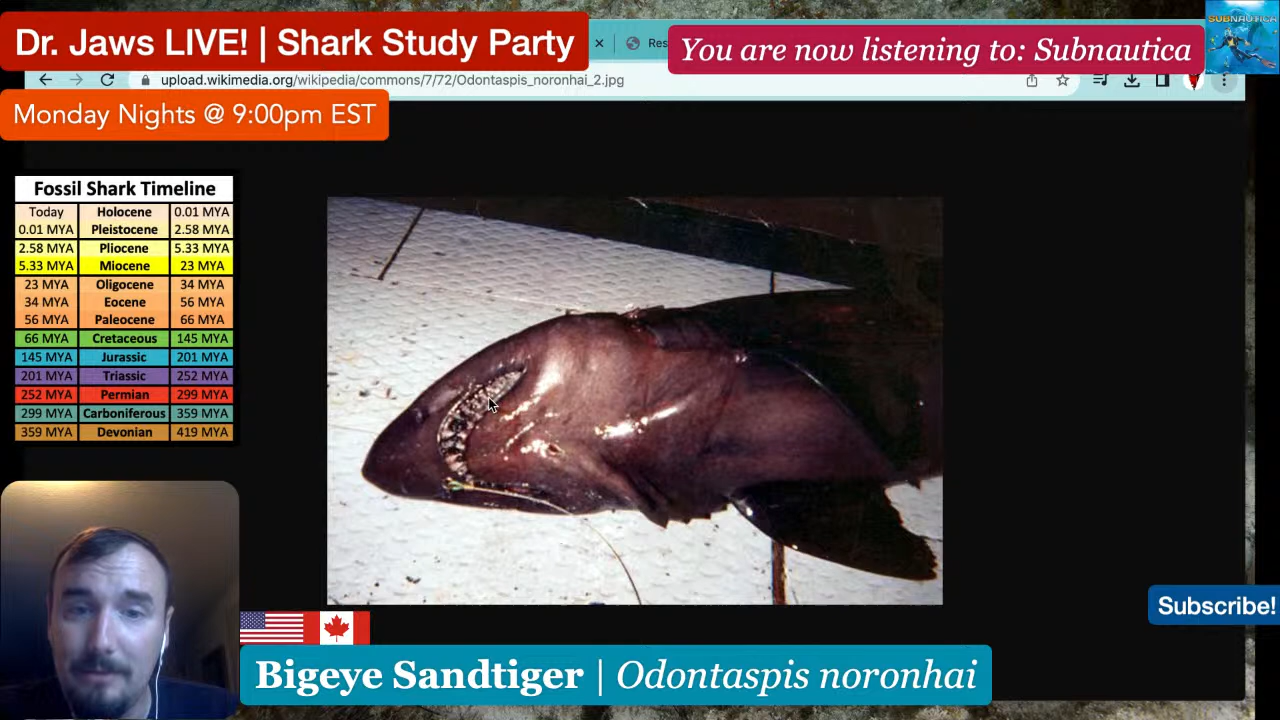 Dr. Jaws LIVE! | Shark Study Party
Res
You are now listening to: Subnautica
SUBNAUTICA
upload.wikimedia.org/wikipedia/commons/7/72/Odontaspis_noronhai_2.jpg
Monday Nights @ 9:00pm EST
Fossil Shark Timeline
Today Holocene 0.01 MYA
0.01 MYA Pleistocene 2.58 MYA
2.58 MYA Pliocene 5.33 MYA
5.33 MYA Miocene 23 MYA
23 MYA Oligocene 34 MYA
34 MYA Eocene 56 MYA
56 MYA Paleocene 66 MYA
66 MYA Cretaceous 145 MYA
145 MYA Jurassic 201 MYA
201 MYA Triassic 252 MYA
252 MYA Permian 299 MYA
299 MYA Carboniferous 359 MYA
359 MYA Devonian 419 MYA
Subscribe!
Bigeye Sandtiger | Odontaspis noronhai